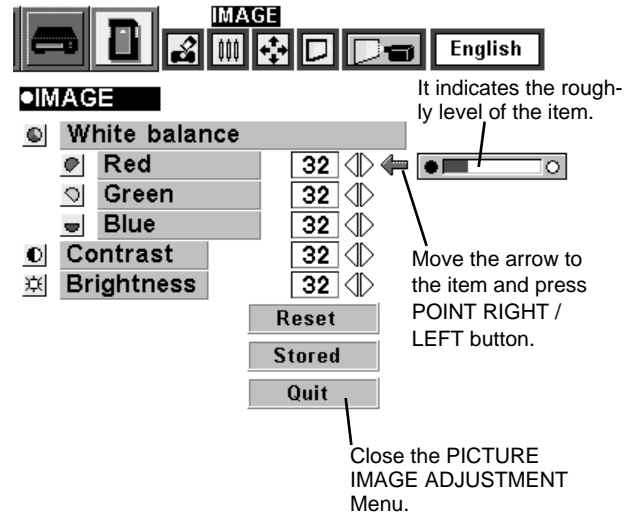 IMAGE
English
●IMAGE
It indicates the rough-
ly level of the item.
White balance
Red 32
Green 32
Blue 32
Contrast 32
Brightness 32
Move the arrow to
the item and press
POINT RIGHT /
LEFT button.
Reset
Stored
Quit
Close the PICTURE
IMAGE ADJUSTMENT
Menu.